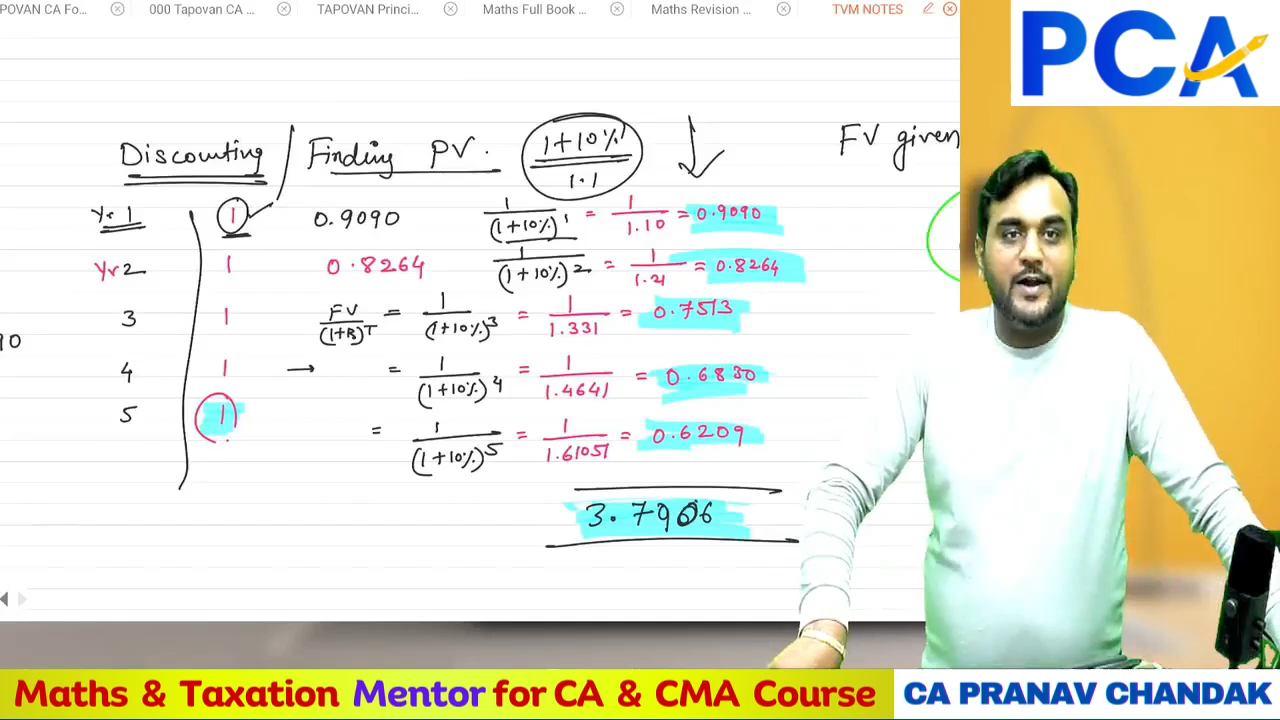 POVAN CA Fo...
000 Tapovan CA ...
TAPOVAN Princi...
Maths Full Book ...
Maths Revision ...
TVM NOTES
PCA
Discounting / Finding PV. 1+10% / 1.1 ↓ FV given
Yr 1 1 0.9090 1/(1+10%)^1 = 1/1.10 = 0.9090
Yr 2 1 0.8264 1/(1+10%)^2 = 1/1.21 = 0.8264
3 1 FV/(1+R)^T = 1/(1+10%)^3 = 1/1.331 = 0.7513
90
4 1 → = 1/(1+10%)^4 = 1/1.4641 = 0.6830
5 1 = 1/(1+10%)^5 = 1/1.61051 = 0.6209
3.7906
Maths & Taxation Mentor for CA & CMA Course
CA PRANAV CHANDAK